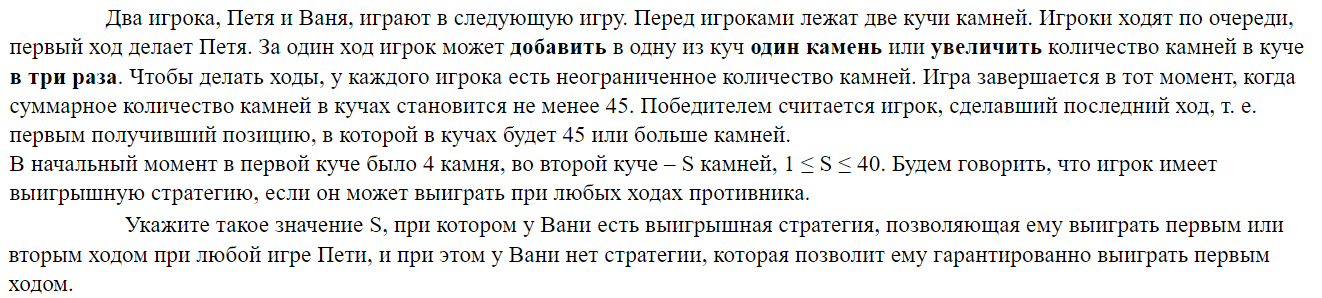 Два игрока, Петя и Ваня, играют в следующую игру. Перед игроками лежат две кучи камней. Игроки ходят по очереди,
первый ход делает Петя. За один ход игрок может добавить в одну из куч один камень или увеличить количество камней в куче
в три раза. Чтобы делать ходы, у каждого игрока есть неограниченное количество камней. Игра завершается в тот момент, когда
суммарное количество камней в кучах становится не менее 45. Победителем считается игрок, сделавший последний ход, т. е.
первым получивший позицию, в которой в кучах будет 45 или больше камней.
В начальный момент в первой куче было 4 камня, во второй куче – S камней, 1 ≤ S ≤ 40. Будем говорить, что игрок имеет
выигрышную стратегию, если он может выиграть при любых ходах противника.
Укажите такое значение S, при котором у Вани есть выигрышная стратегия, позволяющая ему выиграть первым или
вторым ходом при любой игре Пети, и при этом у Вани нет стратегии, которая позволит ему гарантированно выиграть первым
ходом.